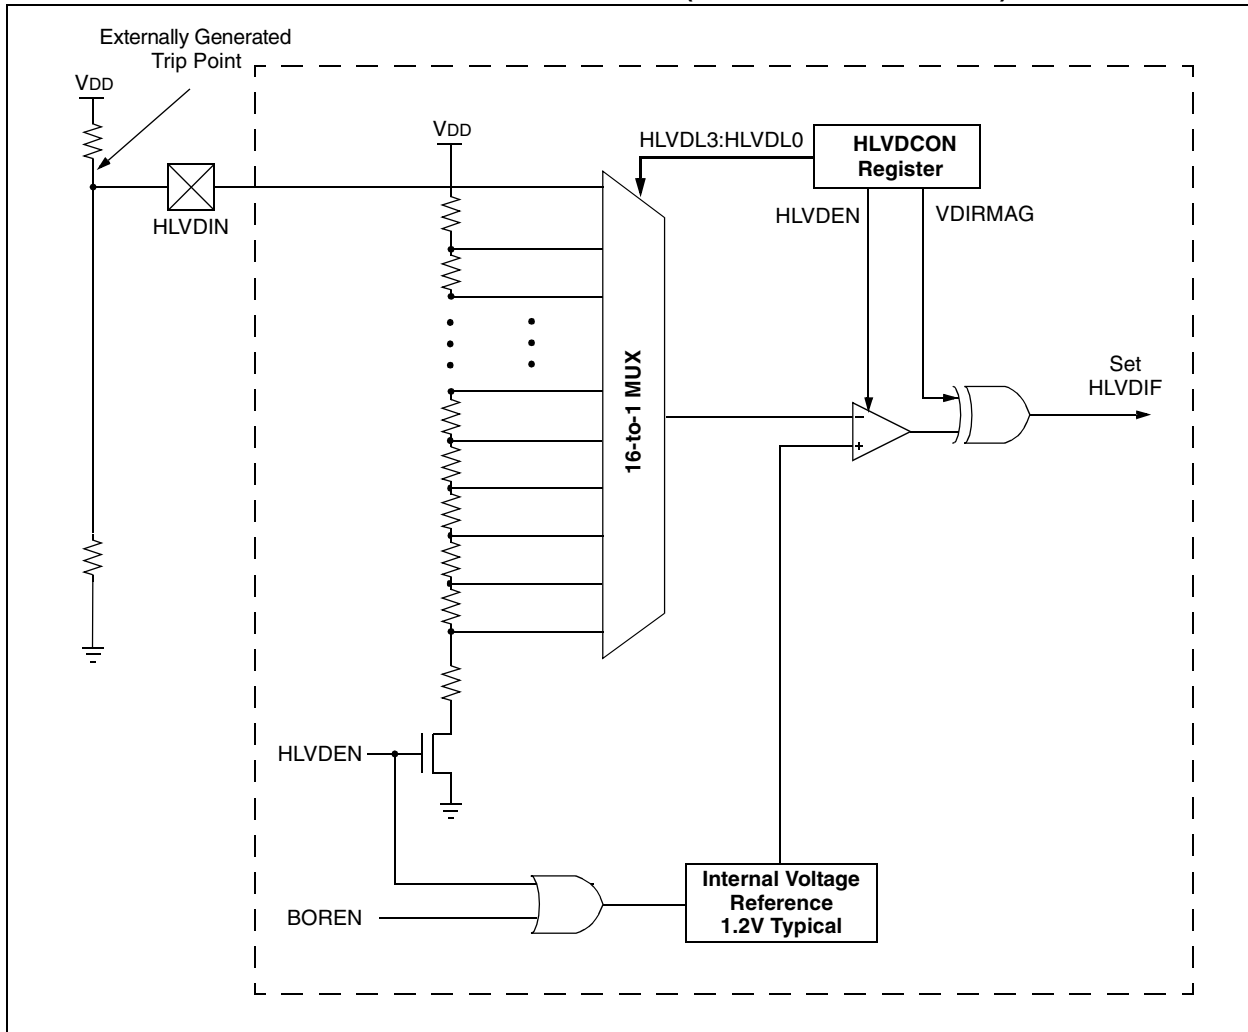 Externally Generated
Trip Point
VDD
VDD
HLVDL3:HLVDL0
HLVDCON
Register
HLVDIN
HLVDEN
VDIRMAG
16-to-1 MUX
Set
HLVDIF
–
+
HLVDEN
BOREN
Internal Voltage
Reference
1.2V Typical